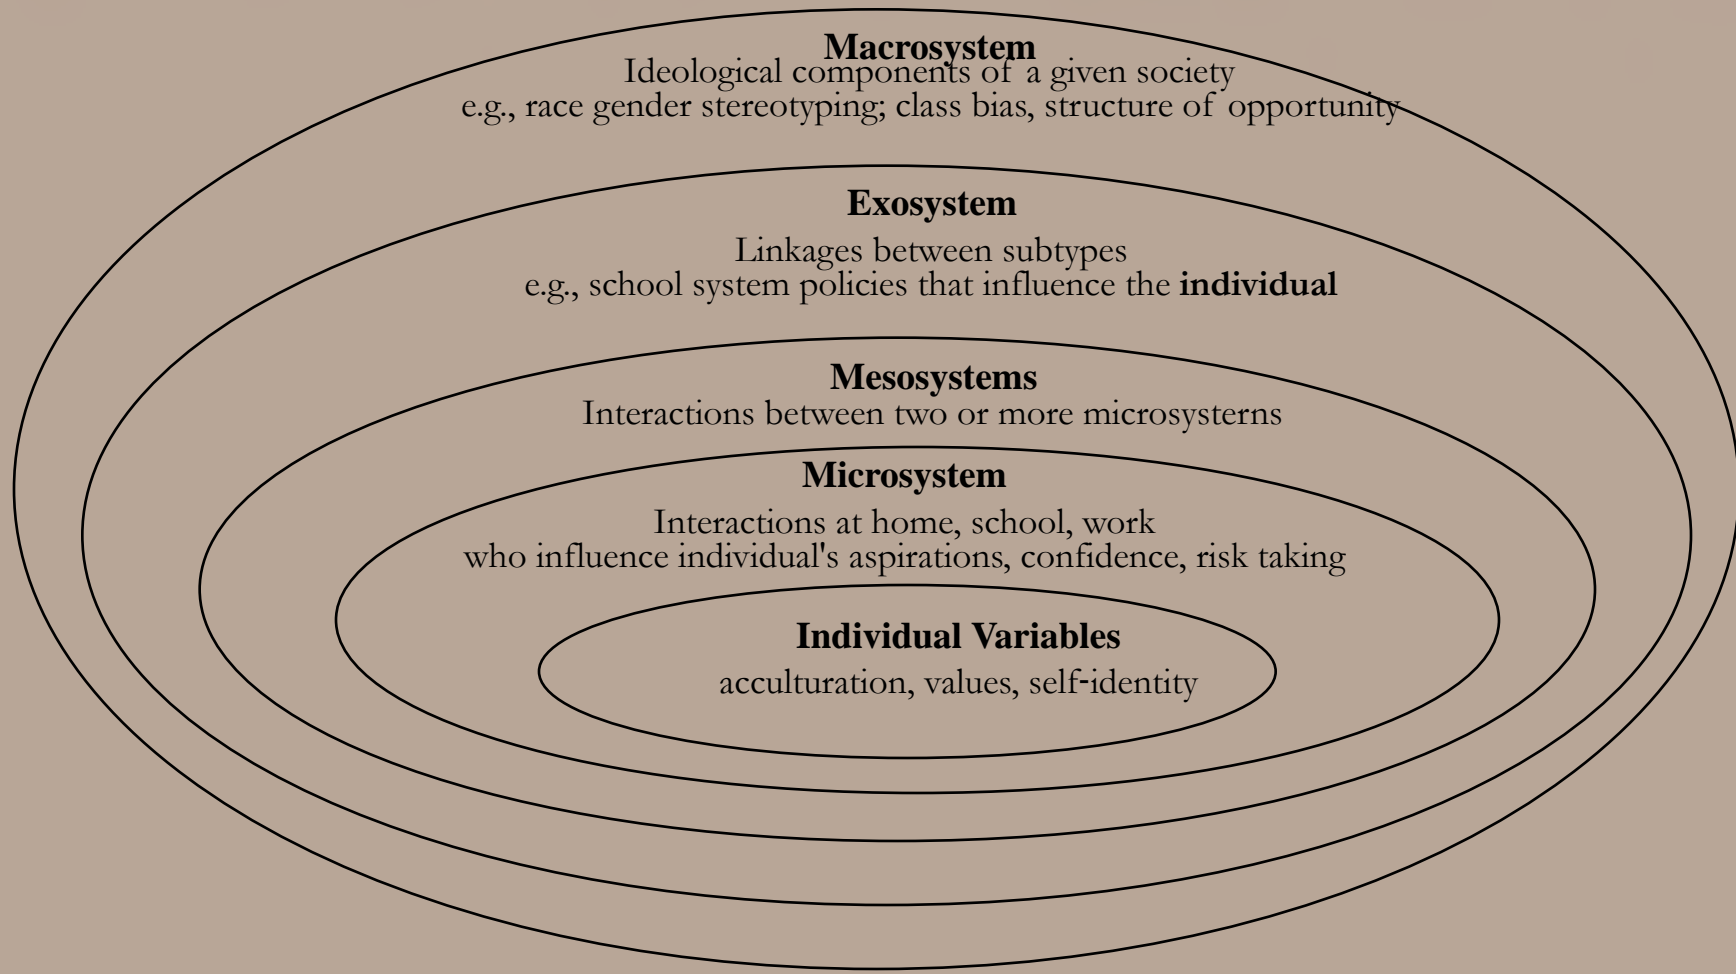 Macrosystem
Ideological components of a given society
e.g., race gender stereotyping; class bias, structure of opportunity
Exosystem
Linkages between subtypes
e.g., school system policies that influence the individual
Mesosystems
Interactions between two or more microsysterns
Microsystem
Interactions at home, school, work
who influence individual's aspirations, confidence, risk taking
Individual Variables
acculturation, values, self-identity